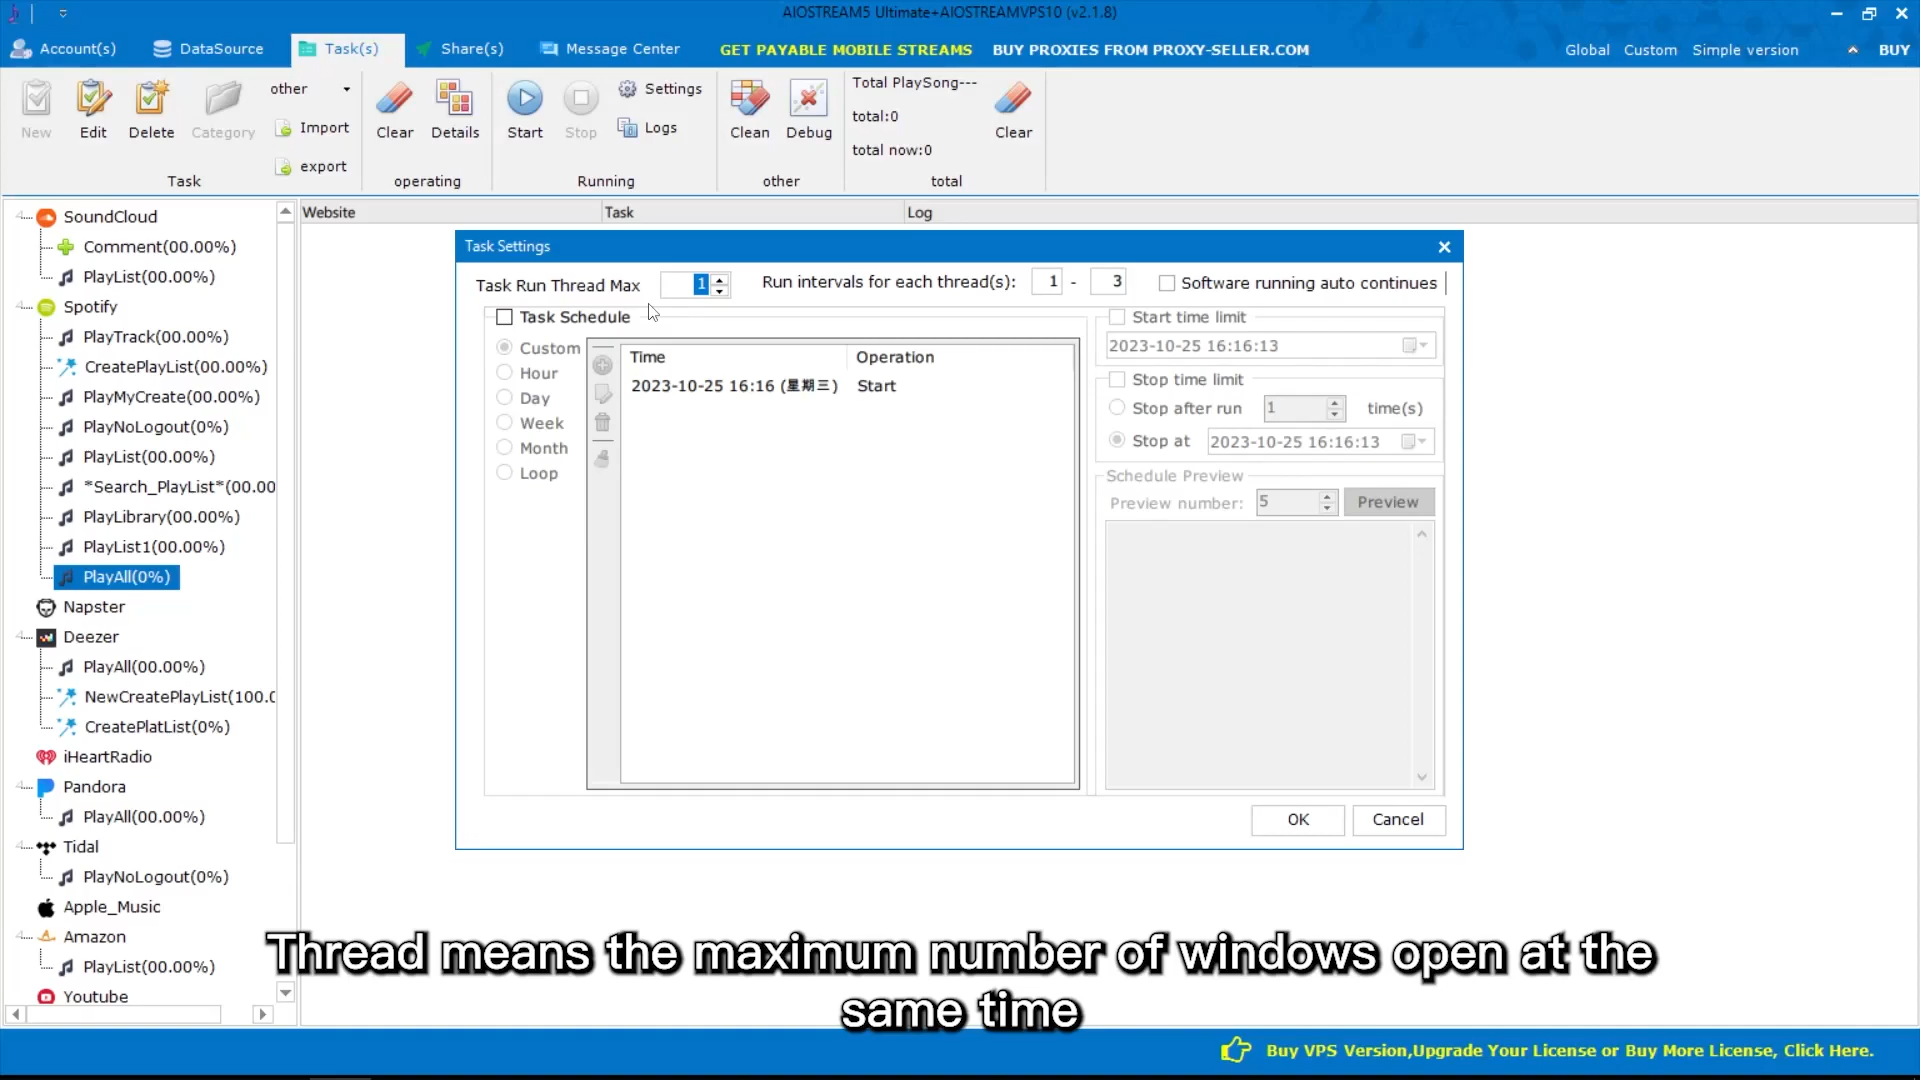 AIOSTREAM5 Ultimate+AIOSTREAMVPS10 (v2.1.8)
Account(s) DataSource Task(s) Share(s) Message Center GET PAYABLE MOBILE STREAMS BUY PROXIES FROM PROXY-SELLER.COM Global Custom Simple version BUY
New Edit Delete Category other Import export
Task
Clear Details
operating
Start Stop Settings Logs
Running
Clean Debug
other
Total PlaySong---
total:0
total now:0
Clear
total
SoundCloud
Comment(00.00%)
PlayList(00.00%)
Spotify
PlayTrack(00.00%)
CreatePlayList(00.00%)
PlayMyCreate(00.00%)
PlayNoLogout(0%)
PlayList(00.00%)
*Search_PlayList*(00.00
PlayLibrary(00.00%)
PlayList1(00.00%)
PlayAll(0%)
Napster
Deezer
PlayAll(00.00%)
NewCreatePlayList(100.0
CreatePlatList(0%)
iHeartRadio
Pandora
PlayAll(00.00%)
Tidal
PlayNoLogout(0%)
Apple_Music
Amazon
PlayList(00.00%)
Youtube
Website Task Log
Task Settings
Task Run Thread Max 1 Run intervals for each thread(s): 1 - 3 Software running auto continues
Task Schedule
Custom
Hour
Day
Week
Month
Loop
Time Operation
2023-10-25 16:16 (星期三) Start
Start time limit
2023-10-25 16:16:13
Stop time limit
Stop after run 1 time(s)
Stop at 2023-10-25 16:16:13
Schedule Preview
Preview number: 5 Preview
OK Cancel
Thread means the maximum number of windows open at the
same time
Buy VPS Version,Upgrade Your License or Buy More License, Click Here.